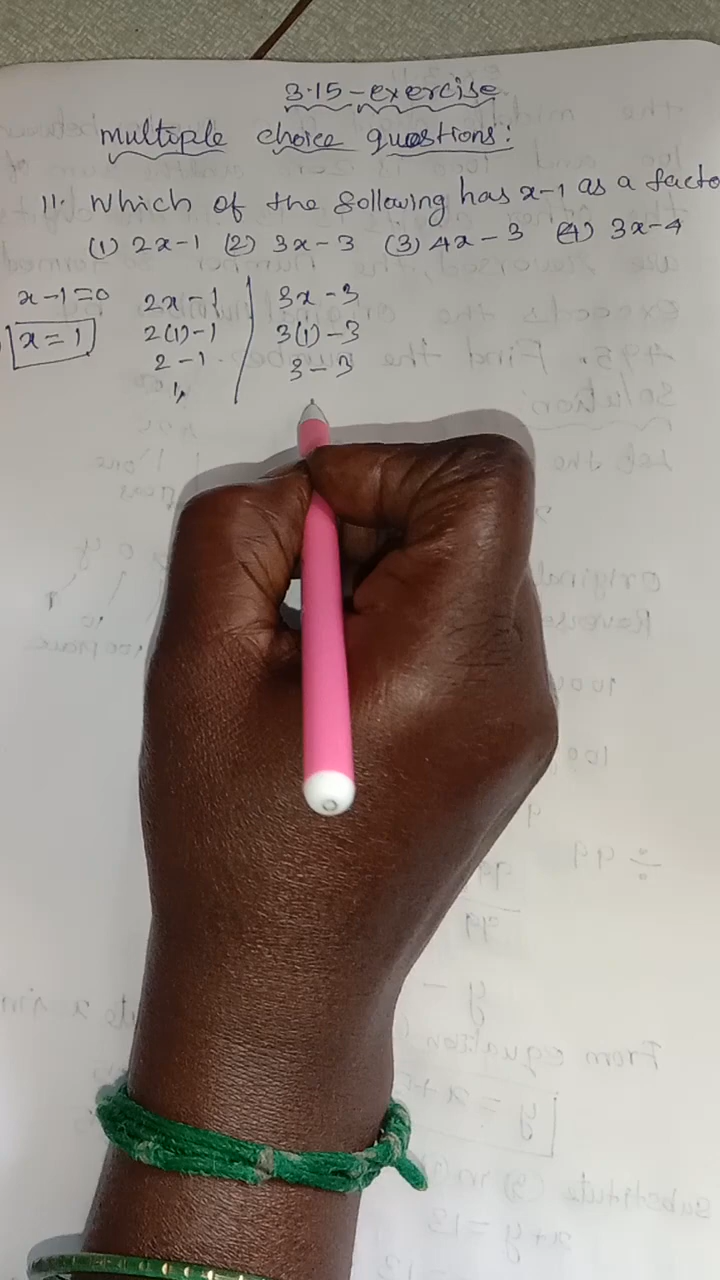 3.15-exercise
multiple choice questions:
11. Which of the following has x-1 as a facto
(1) 2x-1 (2) 3x-3 (3) 4x-3 (4) 3x-4
x-1=0
x=1
2x-1
2(1)-1
2-1
1,
3x-3
3(1)-3
3-3